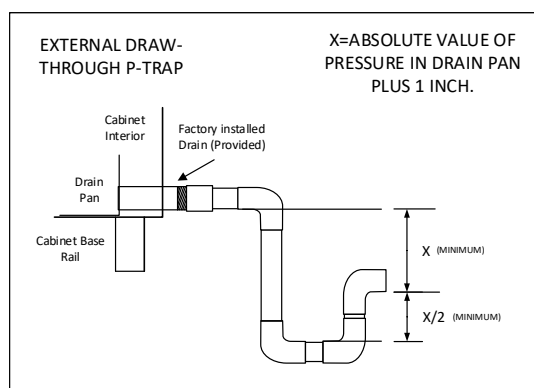 EXTERNAL DRAW-
THROUGH P-TRAP
X=ABSOLUTE VALUE OF
PRESSURE IN DRAIN PAN
PLUS 1 INCH.
Cabinet
Interior
Factory installed
Drain (Provided)
Drain
Pan
Cabinet Base
Rail
X (MINIMUM)
X/2 (MINIMUM)